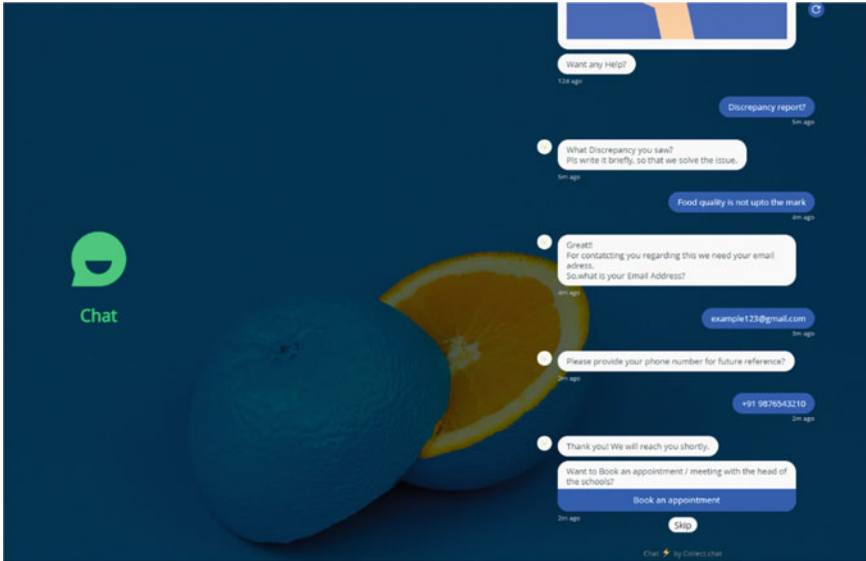 Want any Help?
12d ago
Discrepancy report?
5m ago
What Discrepancy you saw?
Pls write it briefly. so that we solve the issue.
5m ago
Food quality is not upto the mark
4m ago
Great!!
For contatcting you regarding this we need your email
adress.
So,what is your Email Address?
4m ago
example123@gmail.com
3m ago
Please provide your phone number for future reference?
2m ago
+91 9876543210
2m ago
Thank you! We will reach you shortly.
Want to Book an appointment / meeting with the head of
the schools?
Book an appointment
2m ago
Skip
Chat
Chat ⚡ by Collect.chat